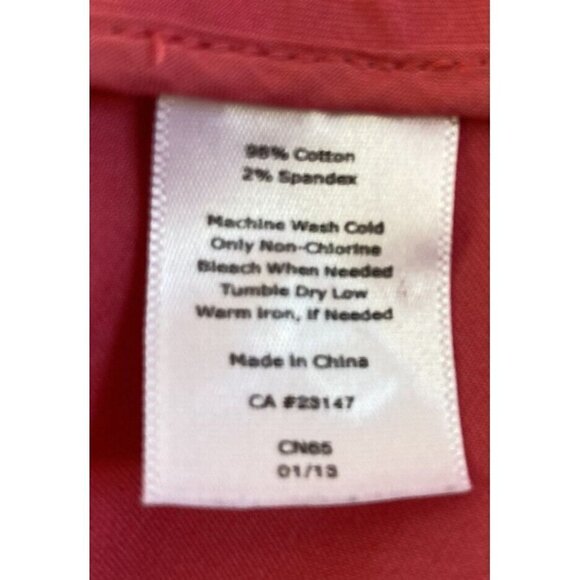 98% Cotton
2% Spandex
Machine Wash Cold
Only Non-Chlorine
Bleach When Needed
Tumble Dry Low
Warm Iron, If Needed
Made in China
CA #23147
CN65
01/13